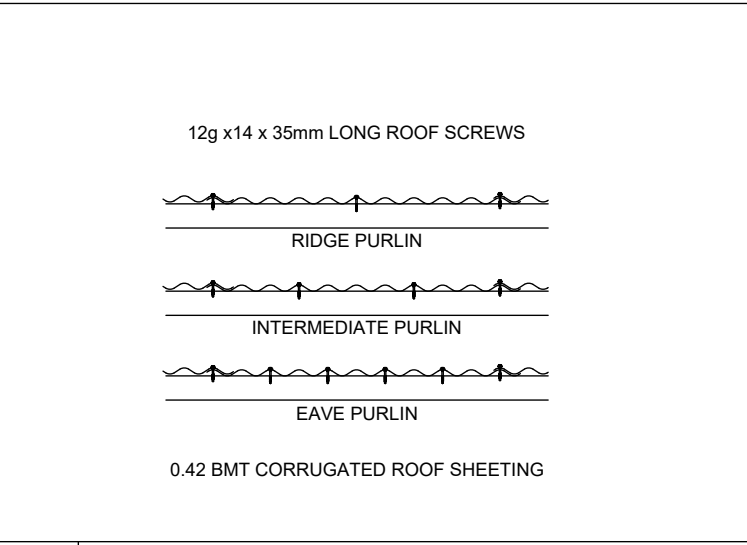 12g x14 x 35mm LONG ROOF SCREWS
RIDGE PURLIN
INTERMEDIATE PURLIN
EAVE PURLIN
0.42 BMT CORRUGATED ROOF SHEETING